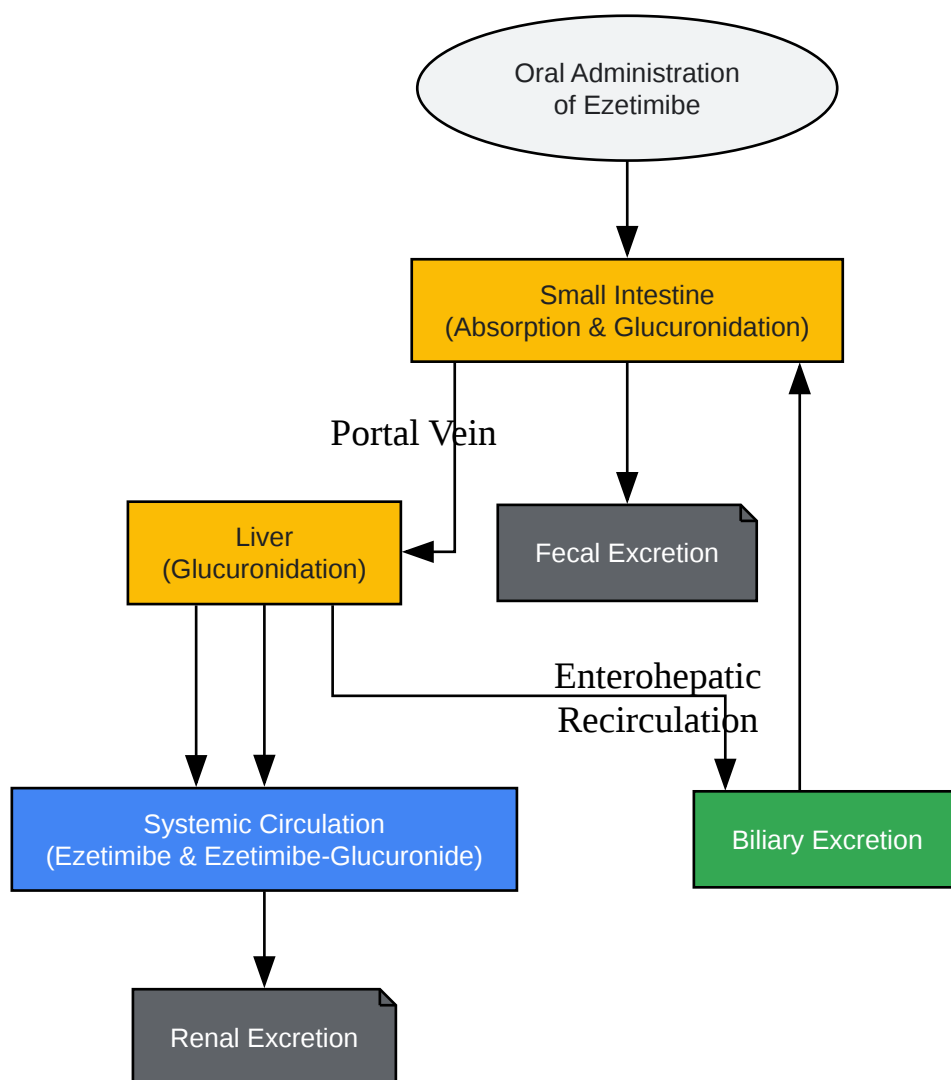 Oral Administration
of Ezetimibe
Small Intestine
(Absorption & Glucuronidation)
Portal Vein
Liver
(Glucuronidation)
Fecal Excretion
Enterohepatic
Recirculation
Systemic Circulation
(Ezetimibe & Ezetimibe-Glucuronide)
Biliary Excretion
Renal Excretion